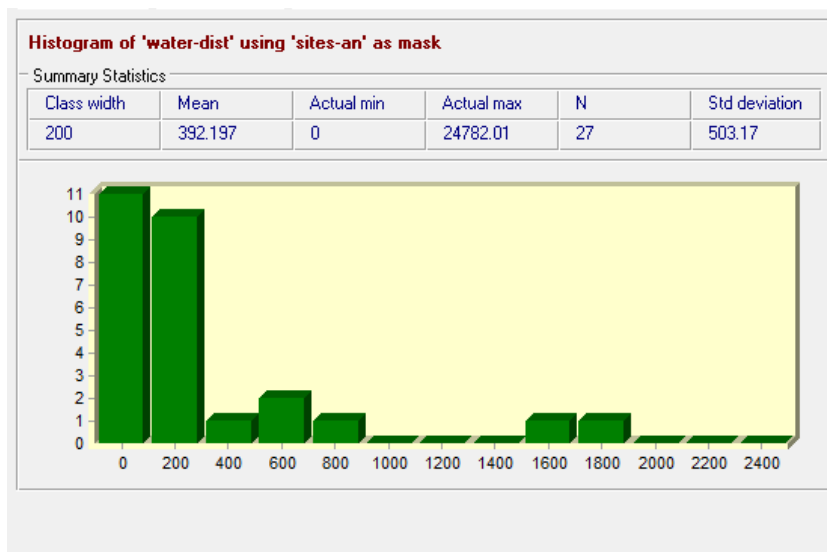 Histogram of 'water-dist' using 'sites-an' as mask
Summary Statistics
Class width Mean Actual min Actual max N Std deviation
200 392.197 0 24782.01 27 503.17
11
10
9
8
7
6
5
4
3
2
1
0
0 200 400 600 800 1000 1200 1400 1600 1800 2000 2200 2400